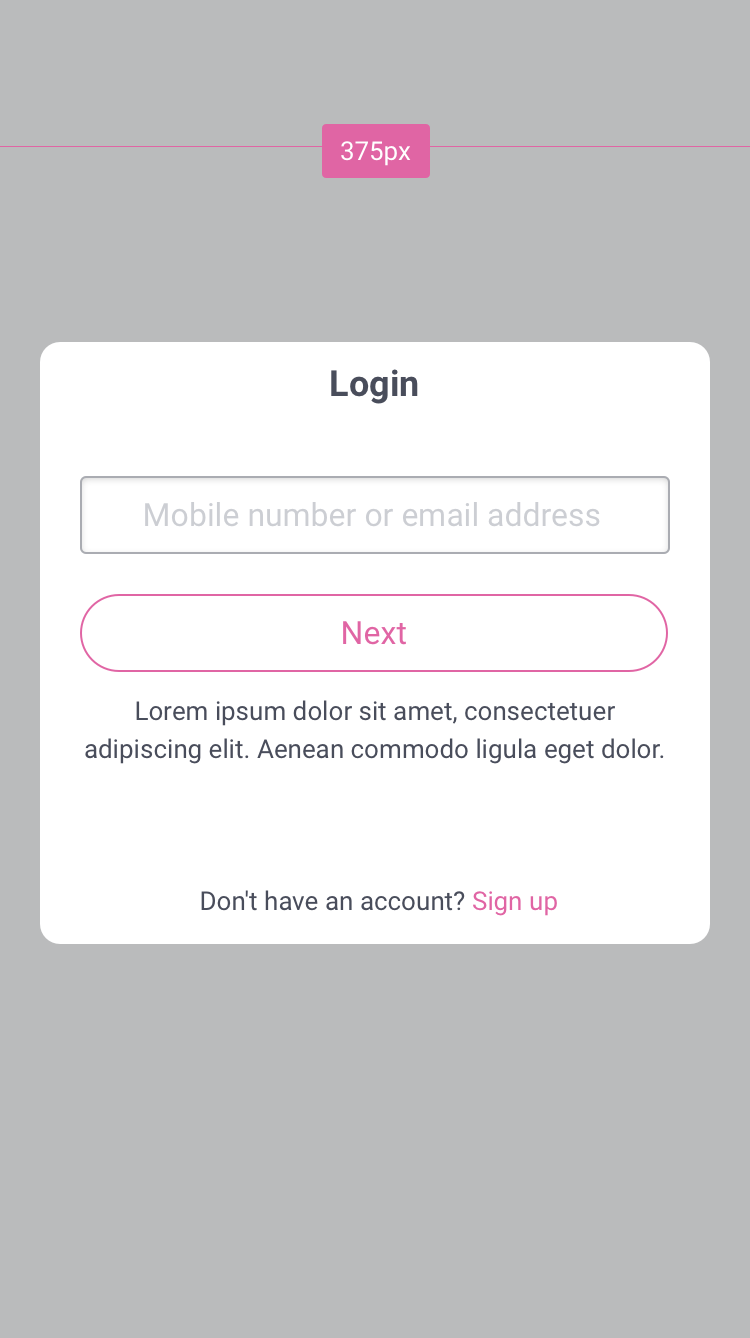 375px
Login
Mobile number or email address
Next
Lorem ipsum dolor sit amet, consectetuer
adipiscing elit. Aenean commodo ligula eget dolor.
Don't have an account? Sign up